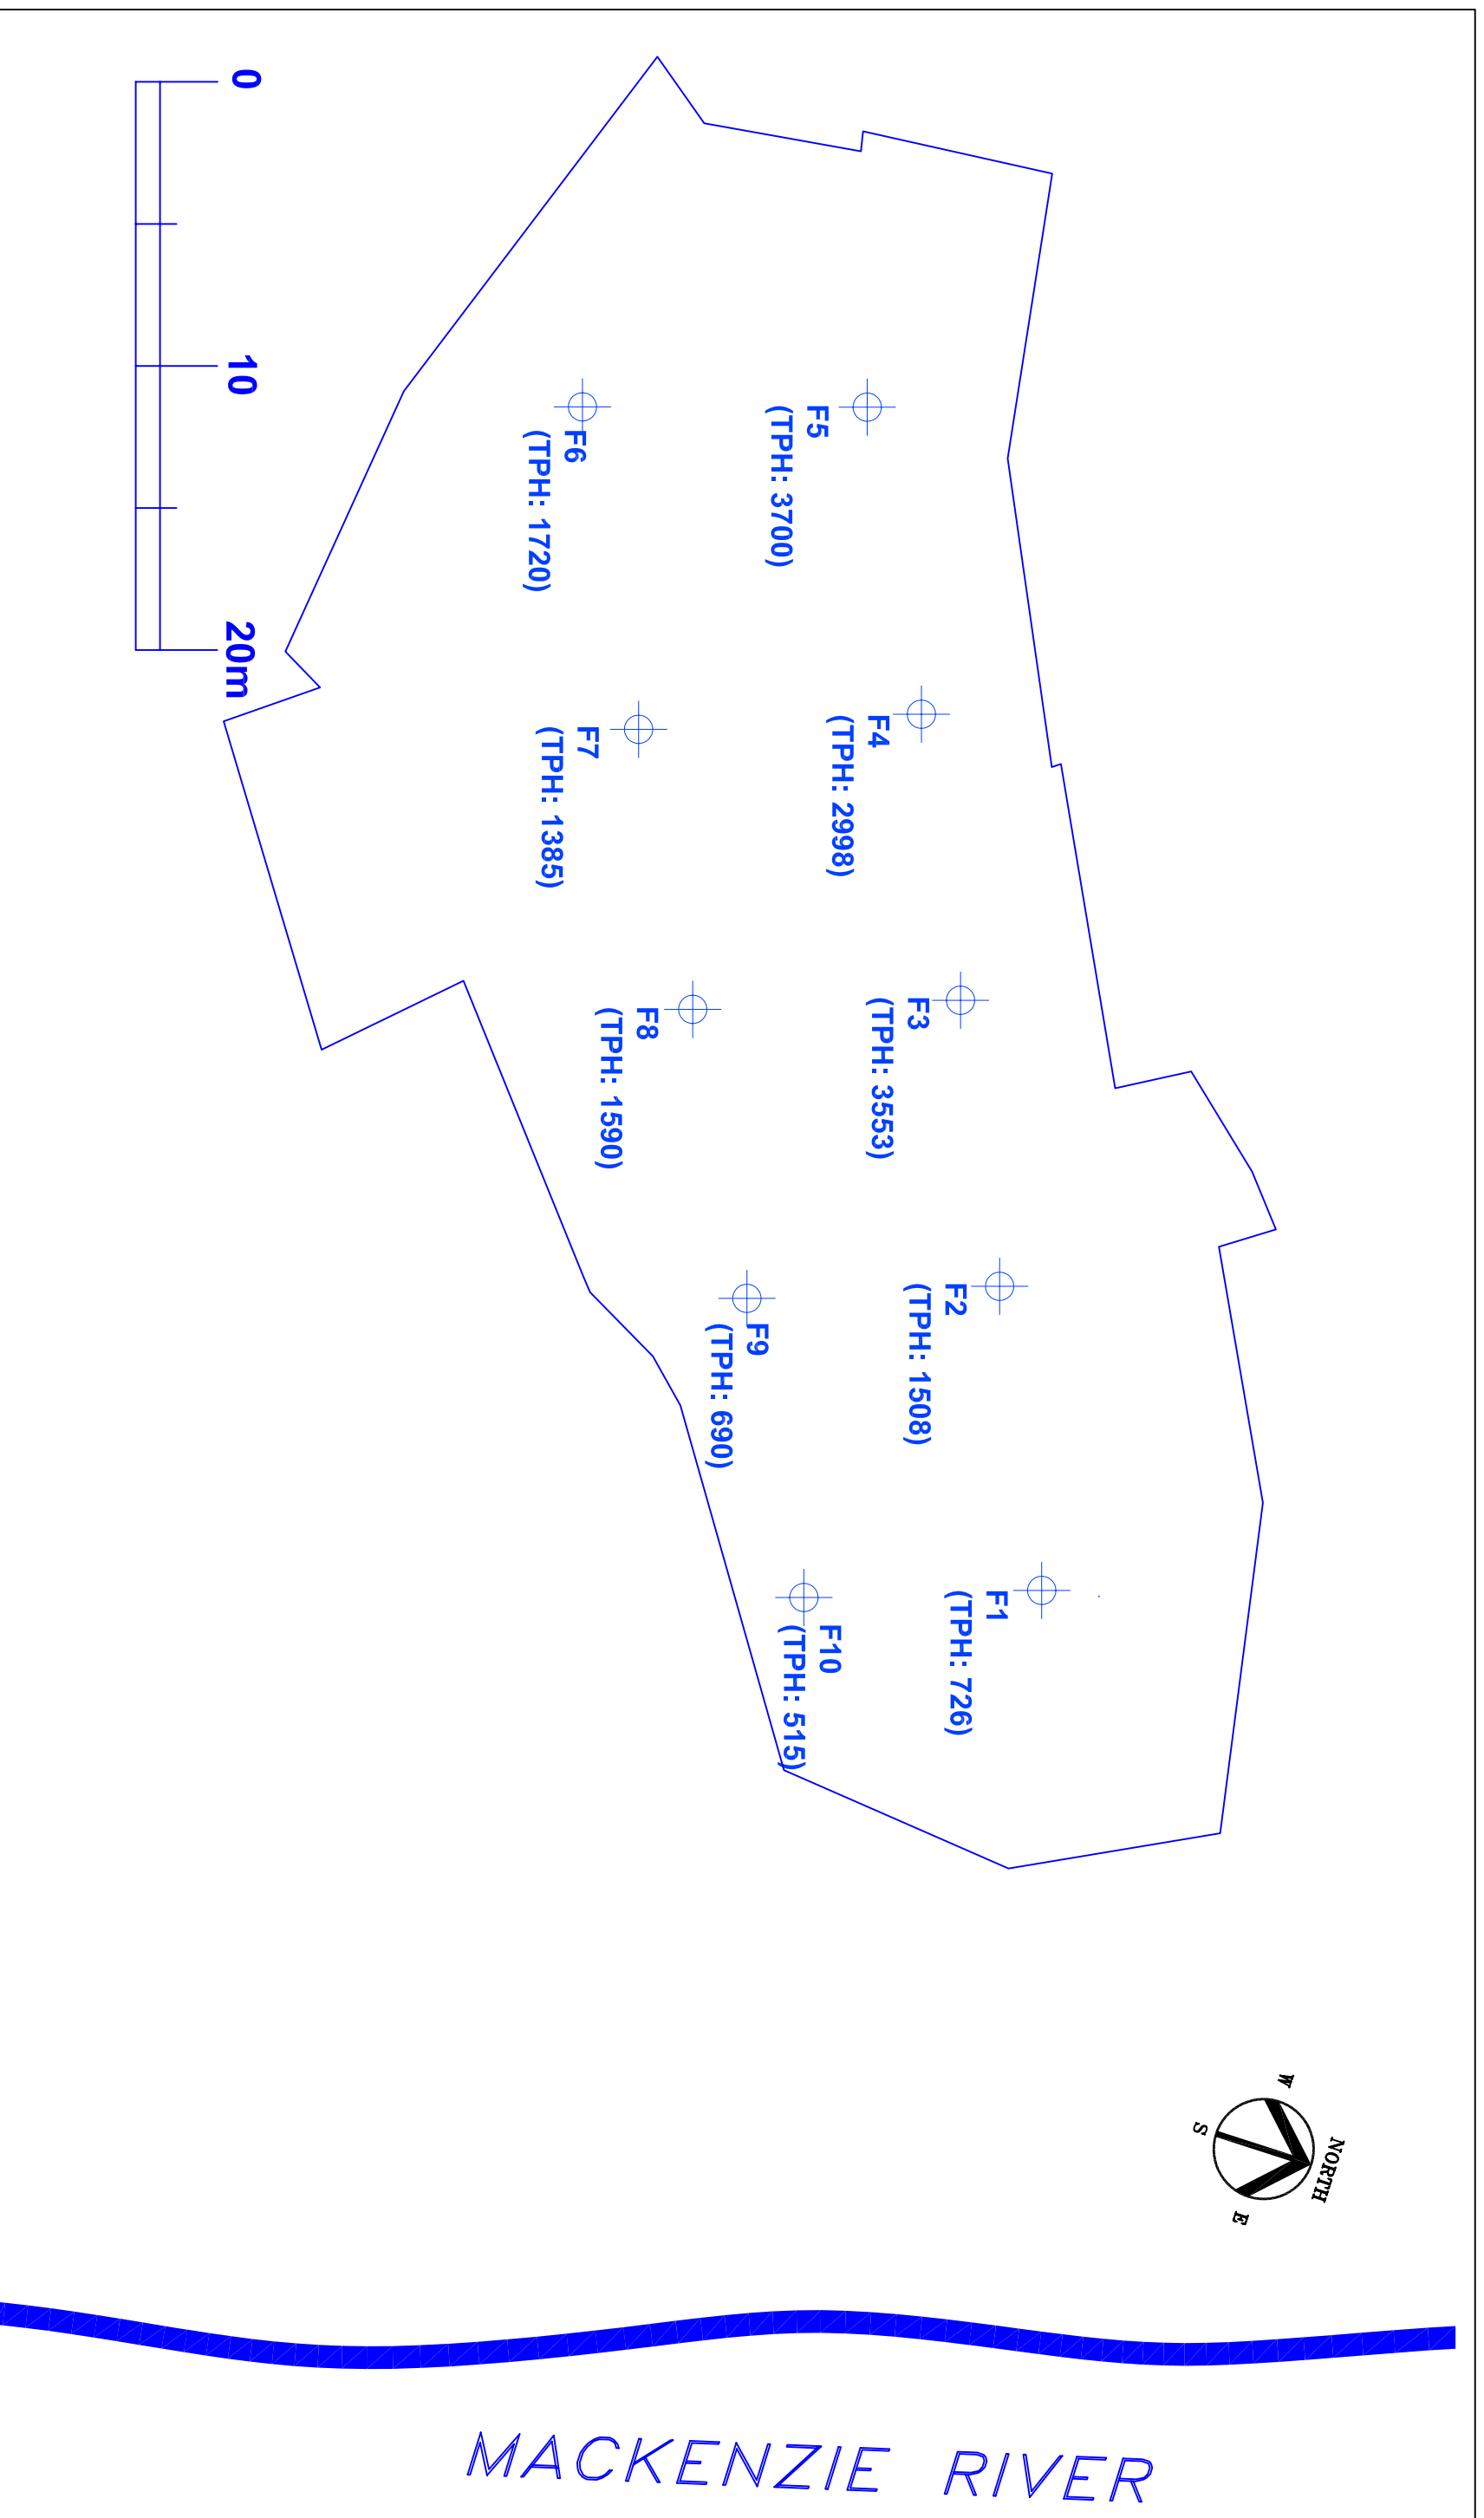 0
10
20m
F5
(TPH: 3700)
F6
(TPH: 1720)
F4
(TPH: 2998)
F7
(TPH: 1385)
F3
(TPH: 3553)
F8
(TPH: 1590)
F2
(TPH: 1508)
F9
(TPH: 690)
F1
(TPH: 726)
F10
(TPH: 515)
W
NORTH
S
E
MACKENZIE RIVER